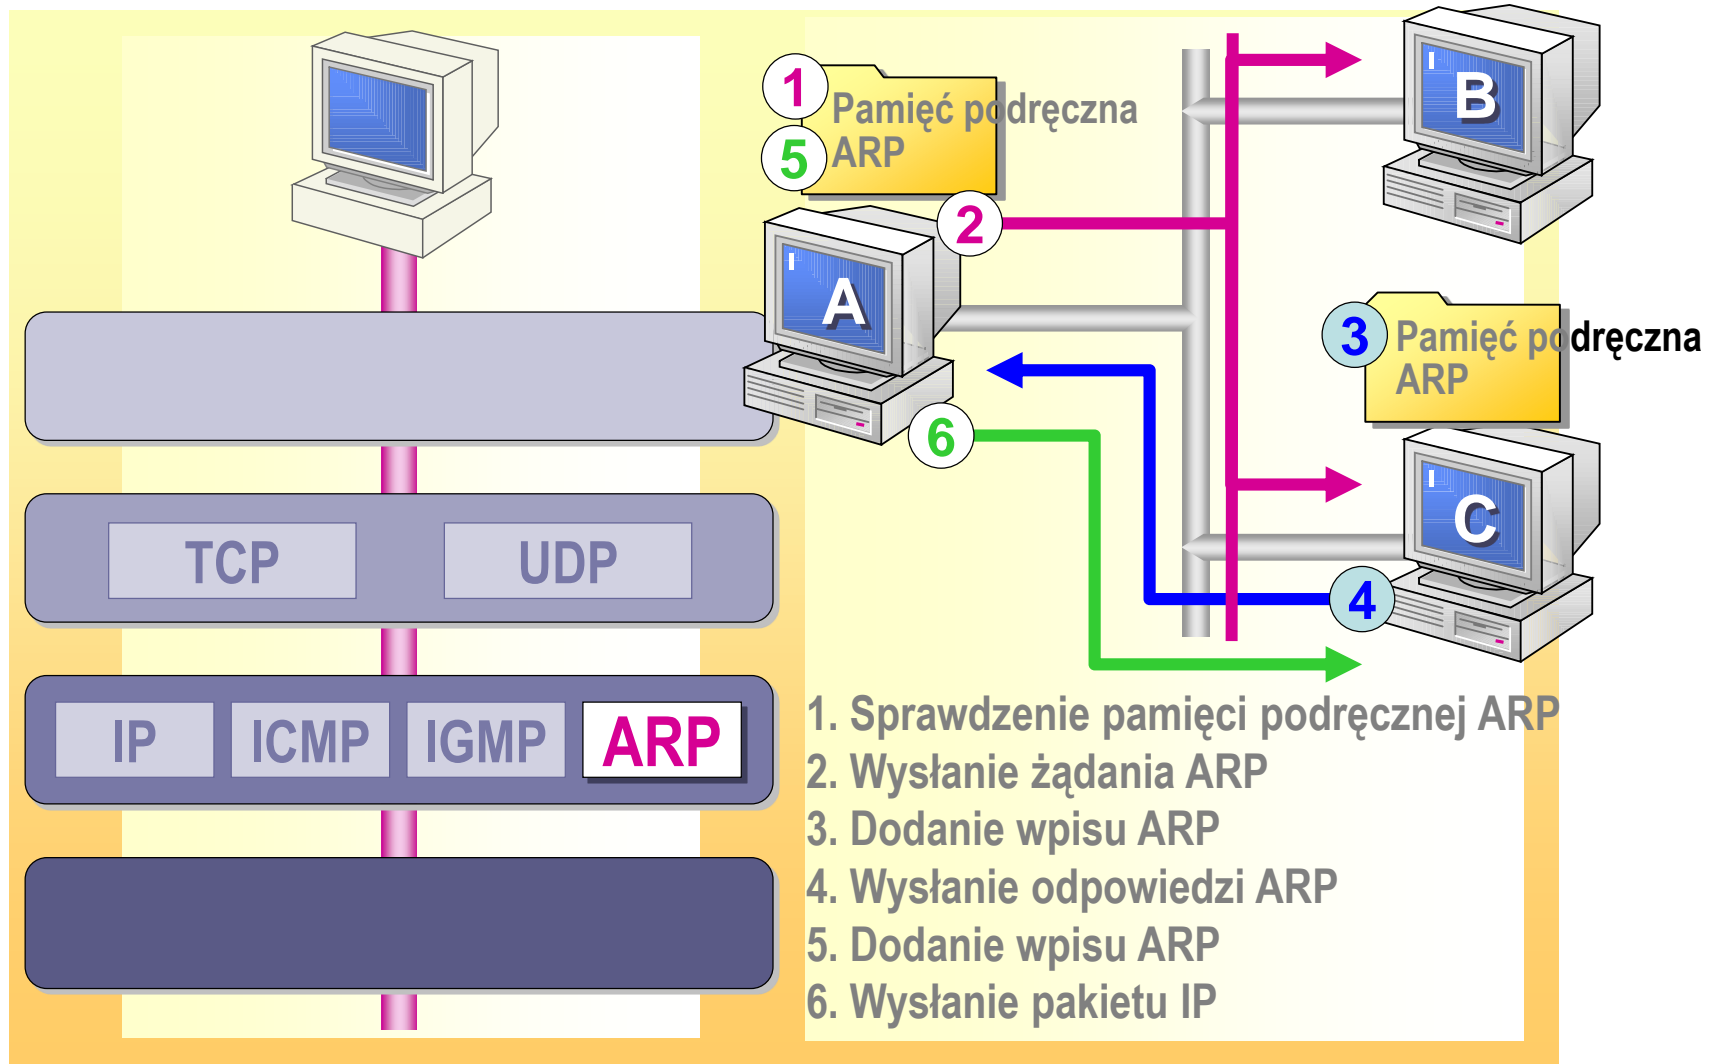 1
Pamięć podręczna
ARP
5
2
A
B
3
Pamięć podręczna
ARP
6
C
4
TCP
UDP
IP
ICMP
IGMP
ARP
1. Sprawdzenie pamięci podręcznej ARP
2. Wysłanie żądania ARP
3. Dodanie wpisu ARP
4. Wysłanie odpowiedzi ARP
5. Dodanie wpisu ARP
6. Wysłanie pakietu IP